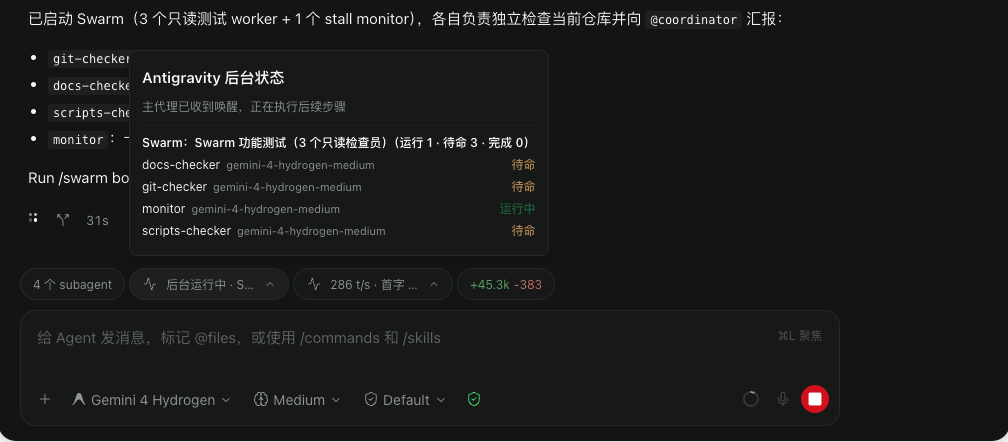 已启动 Swarm（3 个只读测试 worker + 1 个 stall monitor），各自负责独立检查当前仓库并向 @coordinator 汇报：
git-checker
docs-checke
scripts-che
monitor：
Run /swarm bo
31s
Antigravity 后台状态
主代理已收到唤醒，正在执行后续步骤
Swarm：Swarm 功能测试（3 个只读检查员）（运行 1 · 待命 3 · 完成 0）
docs-checker gemini-4-hydrogen-medium 待命
git-checker gemini-4-hydrogen-medium 待命
monitor gemini-4-hydrogen-medium 运行中
scripts-checker gemini-4-hydrogen-medium 待命
4 个 subagent 后台运行中 · S... 286 t/s · 首字 ... +45.3k -383
给 Agent 发消息，标记 @files，或使用 /commands 和 /skills ⌘L 聚焦
Gemini 4 Hydrogen Medium Default